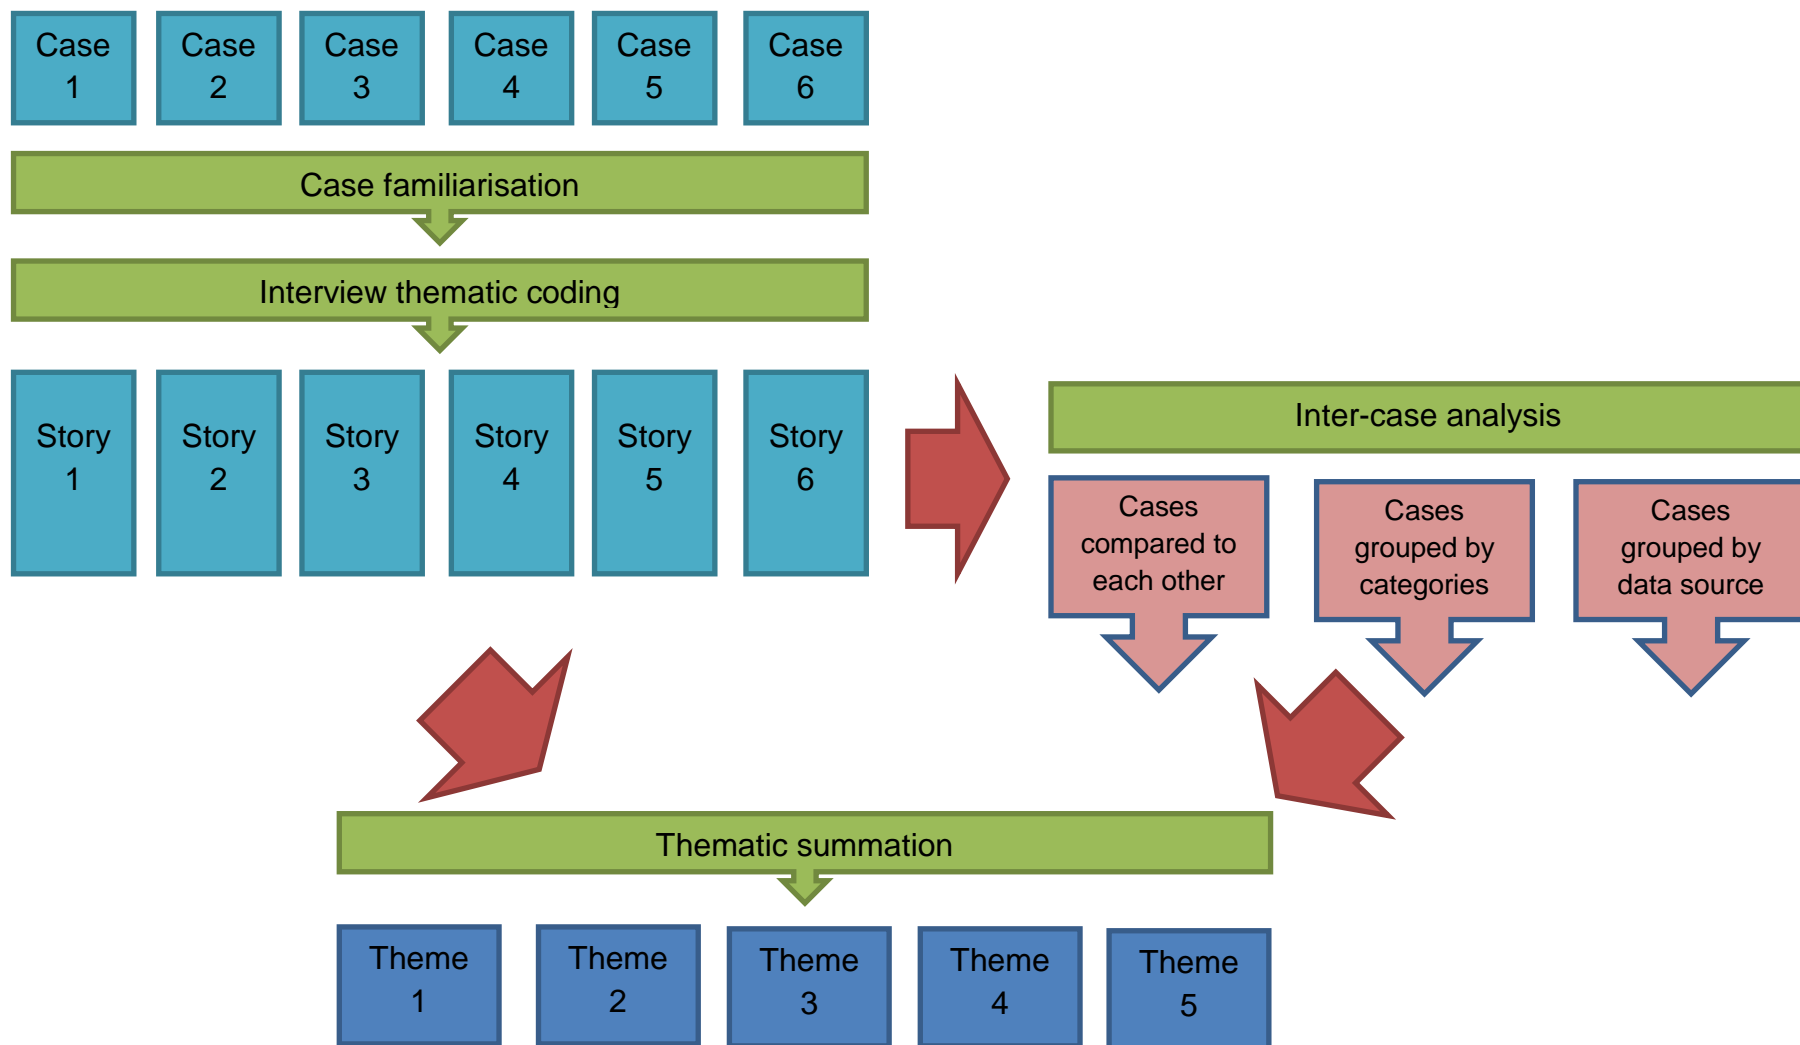 Case
1
Case
2
Case
3
Case
4
Case
5
Case
6
Case familiarisation
Interview thematic coding
Story
1
Story
2
Story
3
Story
4
Story
5
Story
6
Inter-case analysis
Cases
compared to
each other
Cases
grouped by
categories
Cases
grouped by
data source
Thematic summation
Theme
1
Theme
2
Theme
3
Theme
4
Theme
5